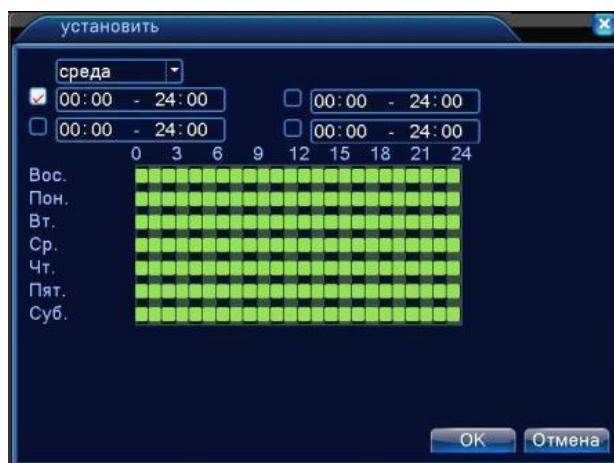 установить
среда
00:00 - 24:00 00:00 - 24:00
00:00 - 24:00 00:00 - 24:00
0 3 6 9 12 15 18 21 24
Вос.
Пон.
Вт.
Ср.
Чт.
Пят.
Суб.
OK Отмена